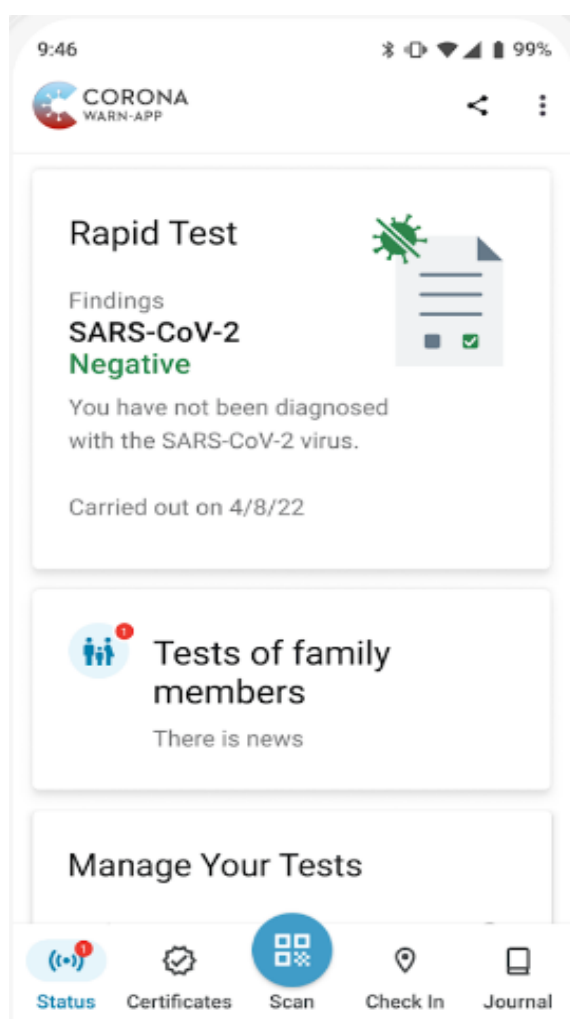 9:46 99%
CORONA
WARN-APP
Rapid Test
Findings
SARS-CoV-2
Negative
You have not been diagnosed
with the SARS-CoV-2 virus.
Carried out on 4/8/22
1
Tests of family
members
There is news
Manage Your Tests
1
Status Certificates Scan Check In Journal